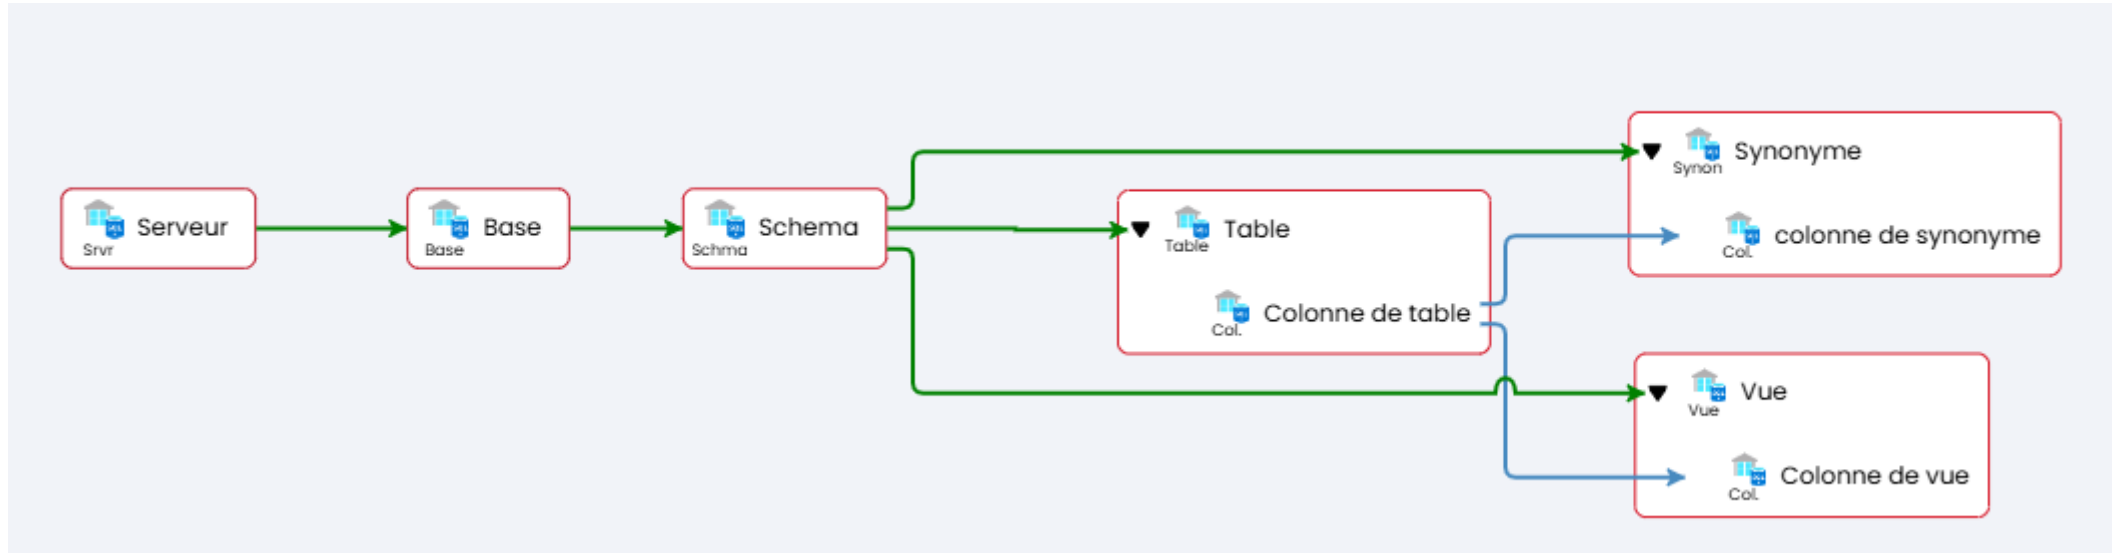 Serveur
Srvr
Base
Base
Schema
Schma
Table
Table
Colonne de table
Col.
Synonyme
Synon
colonne de synonyme
Col.
Vue
Vue
Colonne de vue
Col.